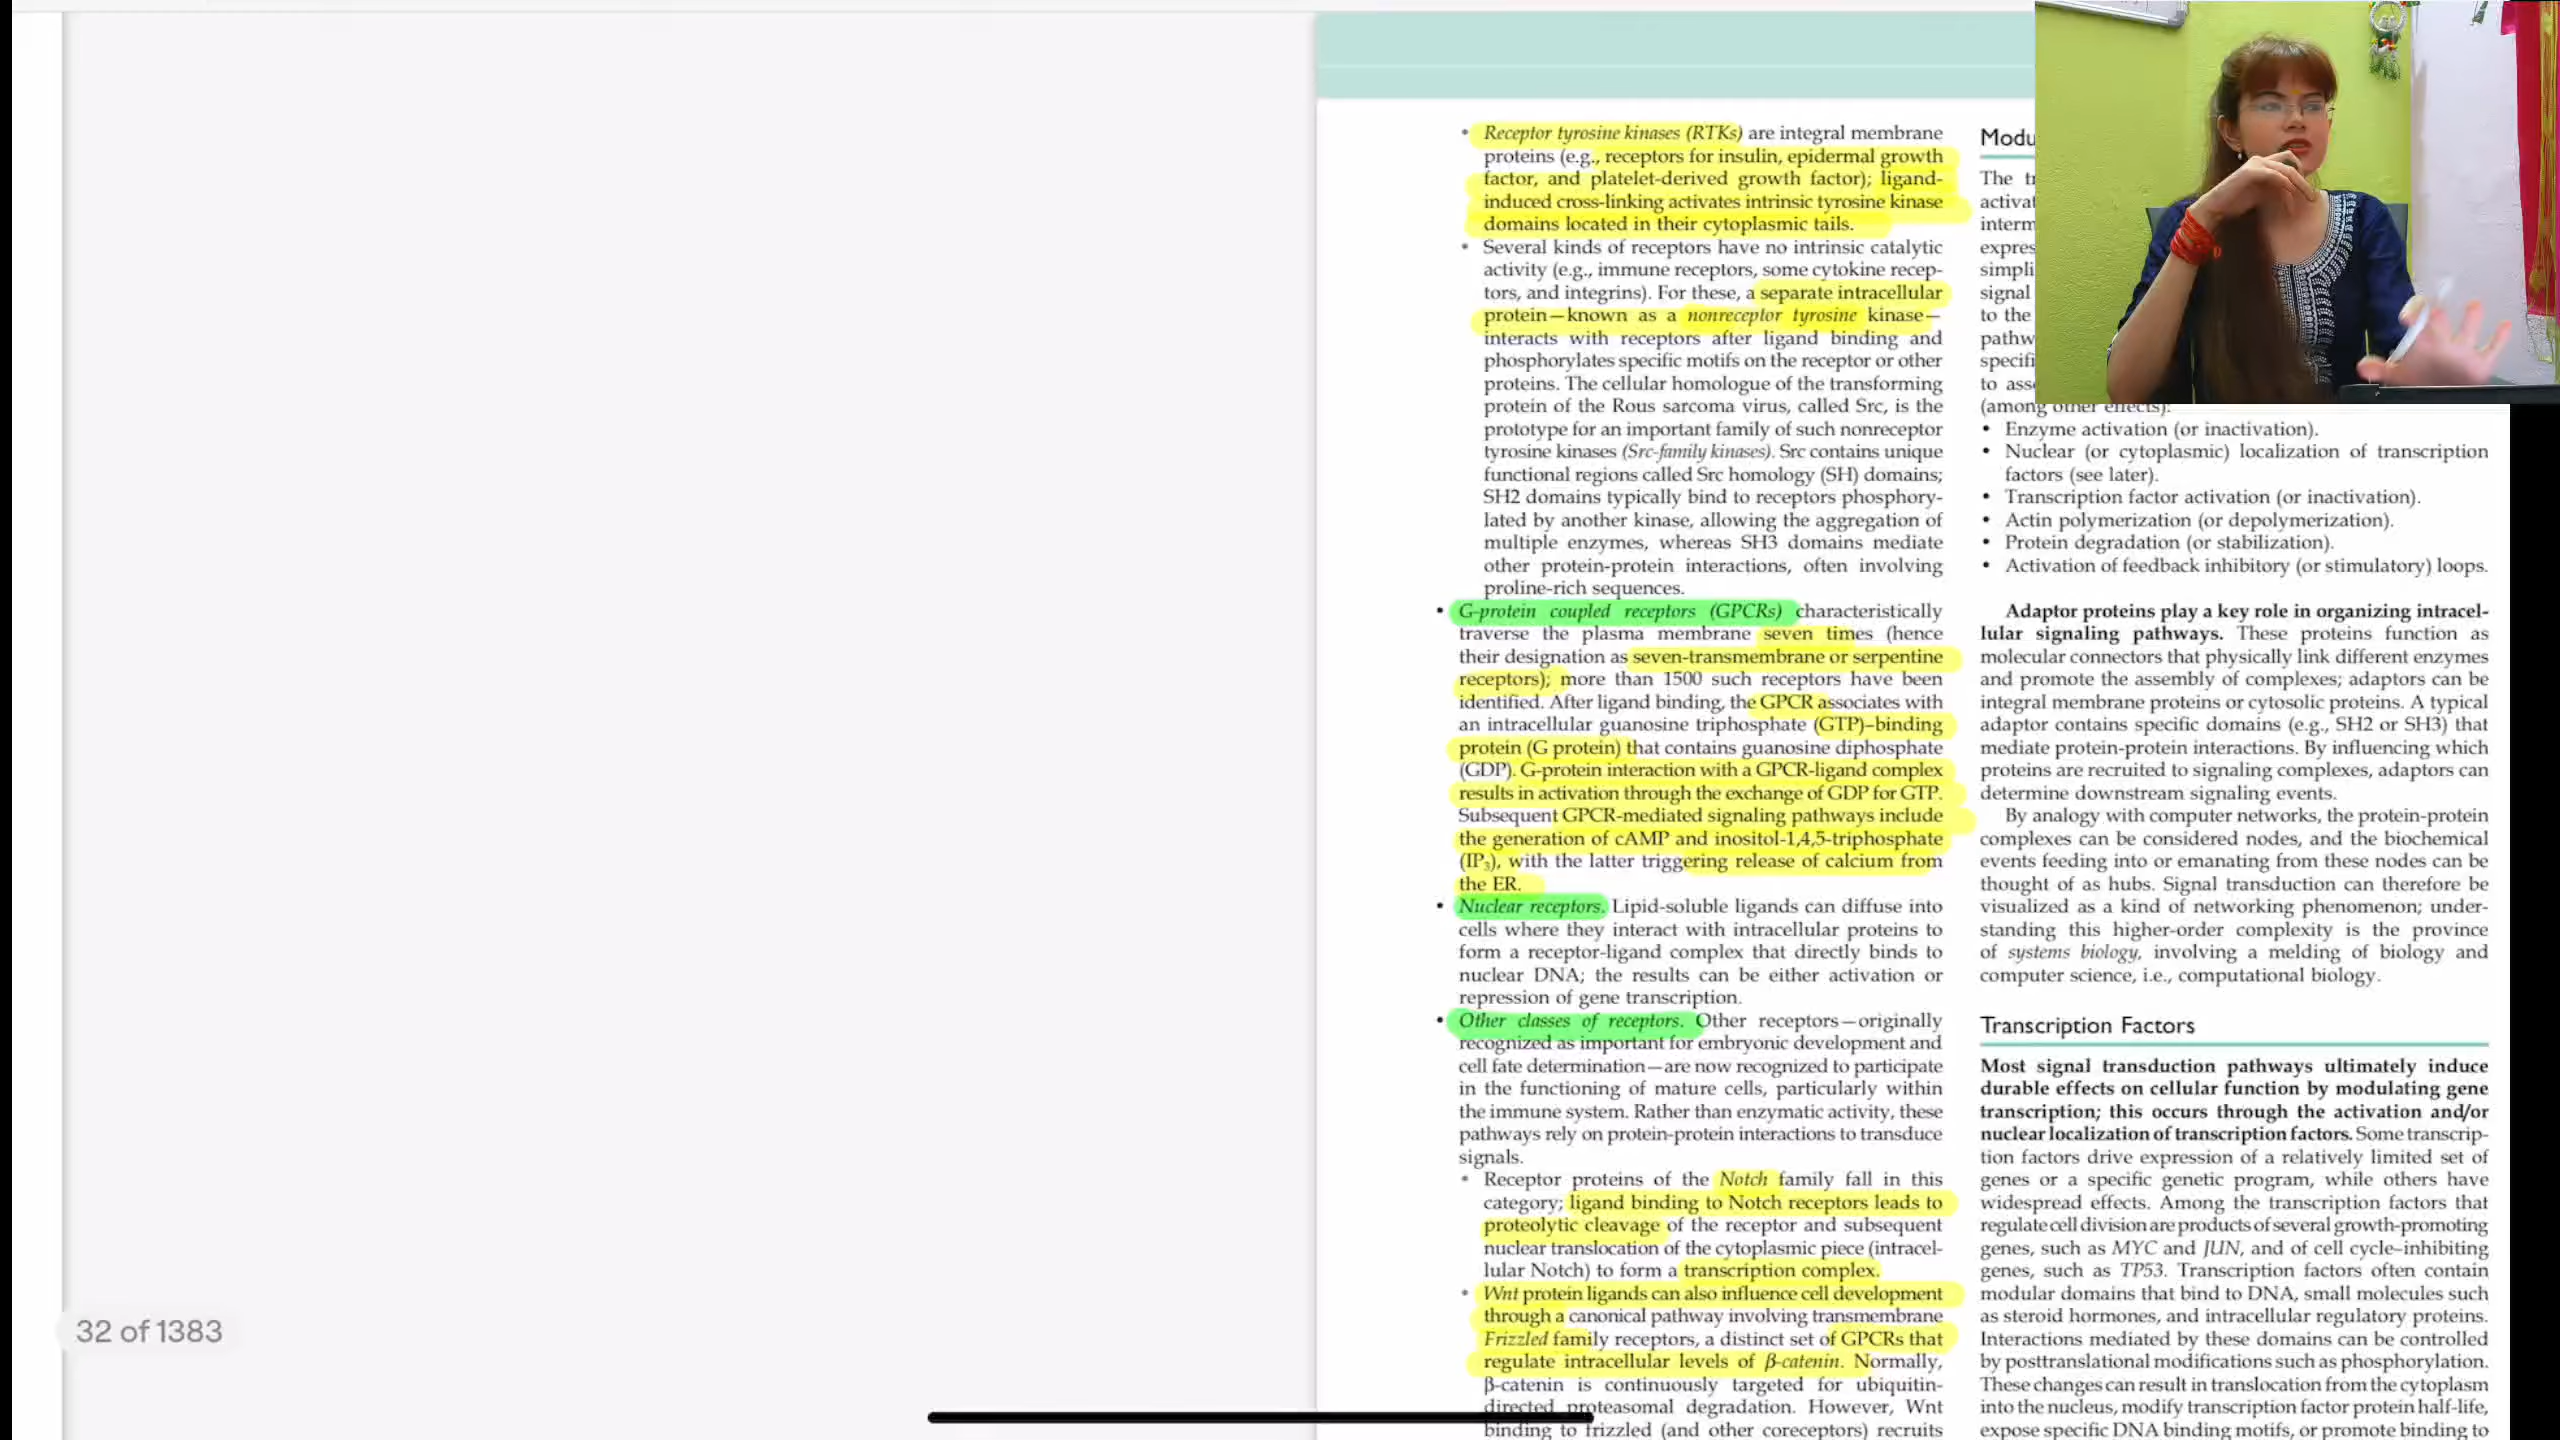 Receptor tyrosine kinases (RTKs) are integral membrane
proteins (e.g., receptors for insulin, epidermal growth
factor, and platelet-derived growth factor); ligand-
induced cross-linking activates intrinsic tyrosine kinase
domains located in their cytoplasmic tails.
Several kinds of receptors have no intrinsic catalytic
activity (e.g., immune receptors, some cytokine recep-
tors, and integrins). For these, a separate intracellular
protein—known as a nonreceptor tyrosine kinase—
interacts with receptors after ligand binding and
phosphorylates specific motifs on the receptor or other
proteins. The cellular homologue of the transforming
protein of the Rous sarcoma virus, called Src, is the
prototype for an important family of such nonreceptor
tyrosine kinases (Src-family kinases). Src contains unique
functional regions called Src homology (SH) domains;
SH2 domains typically bind to receptors phosphory-
lated by another kinase, allowing the aggregation of
multiple enzymes, whereas SH3 domains mediate
other protein-protein interactions, often involving
proline-rich sequences.
• G-protein coupled receptors (GPCRs) characteristically
traverse the plasma membrane seven times (hence
their designation as seven-transmembrane or serpentine
receptors); more than 1500 such receptors have been
identified. After ligand binding, the GPCR associates with
an intracellular guanosine triphosphate (GTP)–binding
protein (G protein) that contains guanosine diphosphate
(GDP). G-protein interaction with a GPCR-ligand complex
results in activation through the exchange of GDP for GTP.
Subsequent GPCR-mediated signaling pathways include
the generation of cAMP and inositol-1,4,5-triphosphate
(IP₃), with the latter triggering release of calcium from
the ER.
• Nuclear receptors. Lipid-soluble ligands can diffuse into
cells where they interact with intracellular proteins to
form a receptor-ligand complex that directly binds to
nuclear DNA; the results can be either activation or
repression of gene transcription.
• Other classes of receptors. Other receptors—originally
recognized as important for embryonic development and
cell fate determination—are now recognized to participate
in the functioning of mature cells, particularly within
the immune system. Rather than enzymatic activity, these
pathways rely on protein-protein interactions to transduce
signals.
Receptor proteins of the Notch family fall in this
category; ligand binding to Notch receptors leads to
proteolytic cleavage of the receptor and subsequent
nuclear translocation of the cytoplasmic piece (intracel-
lular Notch) to form a transcription complex.
Wnt protein ligands can also influence cell development
through a canonical pathway involving transmembrane
Frizzled family receptors, a distinct set of GPCRs that
regulate intracellular levels of β-catenin. Normally,
β-catenin is continuously targeted for ubiquitin-
directed proteasomal degradation. However, Wnt
binding to frizzled (and other coreceptors) recruits
The
to the
(among other effects):
• Enzyme activation (or inactivation).
• Nuclear (or cytoplasmic) localization of transcription
factors (see later).
• Transcription factor activation (or inactivation).
• Actin polymerization (or depolymerization).
• Protein degradation (or stabilization).
• Activation of feedback inhibitory (or stimulatory) loops.
Adaptor proteins play a key role in organizing intracel-
lular signaling pathways. These proteins function as
molecular connectors that physically link different enzymes
and promote the assembly of complexes; adaptors can be
integral membrane proteins or cytosolic proteins. A typical
adaptor contains specific domains (e.g., SH2 or SH3) that
mediate protein-protein interactions. By influencing which
proteins are recruited to signaling complexes, adaptors can
determine downstream signaling events.
By analogy with computer networks, the protein-protein
complexes can be considered nodes, and the biochemical
events feeding into or emanating from these nodes can be
thought of as hubs. Signal transduction can therefore be
visualized as a kind of networking phenomenon; under-
standing this higher-order complexity is the province
of systems biology, involving a melding of biology and
computer science, i.e., computational biology.
Transcription Factors
Most signal transduction pathways ultimately induce
durable effects on cellular function by modulating gene
transcription; this occurs through the activation and/or
nuclear localization of transcription factors. Some transcrip-
tion factors drive expression of a relatively limited set of
genes or a specific genetic program, while others have
widespread effects. Among the transcription factors that
regulate cell division are products of several growth-promoting
genes, such as MYC and JUN, and of cell cycle–inhibiting
genes, such as TP53. Transcription factors often contain
modular domains that bind to DNA, small molecules such
as steroid hormones, and intracellular regulatory proteins.
Interactions mediated by these domains can be controlled
by posttranslational modifications such as phosphorylation.
These changes can result in translocation from the cytoplasm
into the nucleus, modify transcription factor protein half-life,
expose specific DNA binding motifs, or promote binding to
32 of 1383